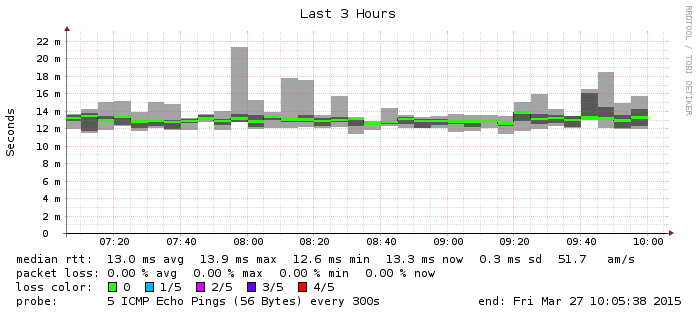 Last 3 Hours
RRDTOOL / TOBI OETIKER
Seconds
22 m
20 m
18 m
16 m
14 m
12 m
10 m
8 m
6 m
4 m
2 m
0
07:20 07:40 08:00 08:20 08:40 09:00 09:20 09:40 10:00
median rtt: 13.0 ms avg 13.9 ms max 12.6 ms min 13.3 ms now 0.3 ms sd 51.7 am/s
packet loss: 0.00 % avg 0.00 % max 0.00 % min 0.00 % now
loss color: 0 1/5 2/5 3/5 4/5
probe: 5 ICMP Echo Pings (56 Bytes) every 300s end: Fri Mar 27 10:05:38 2015